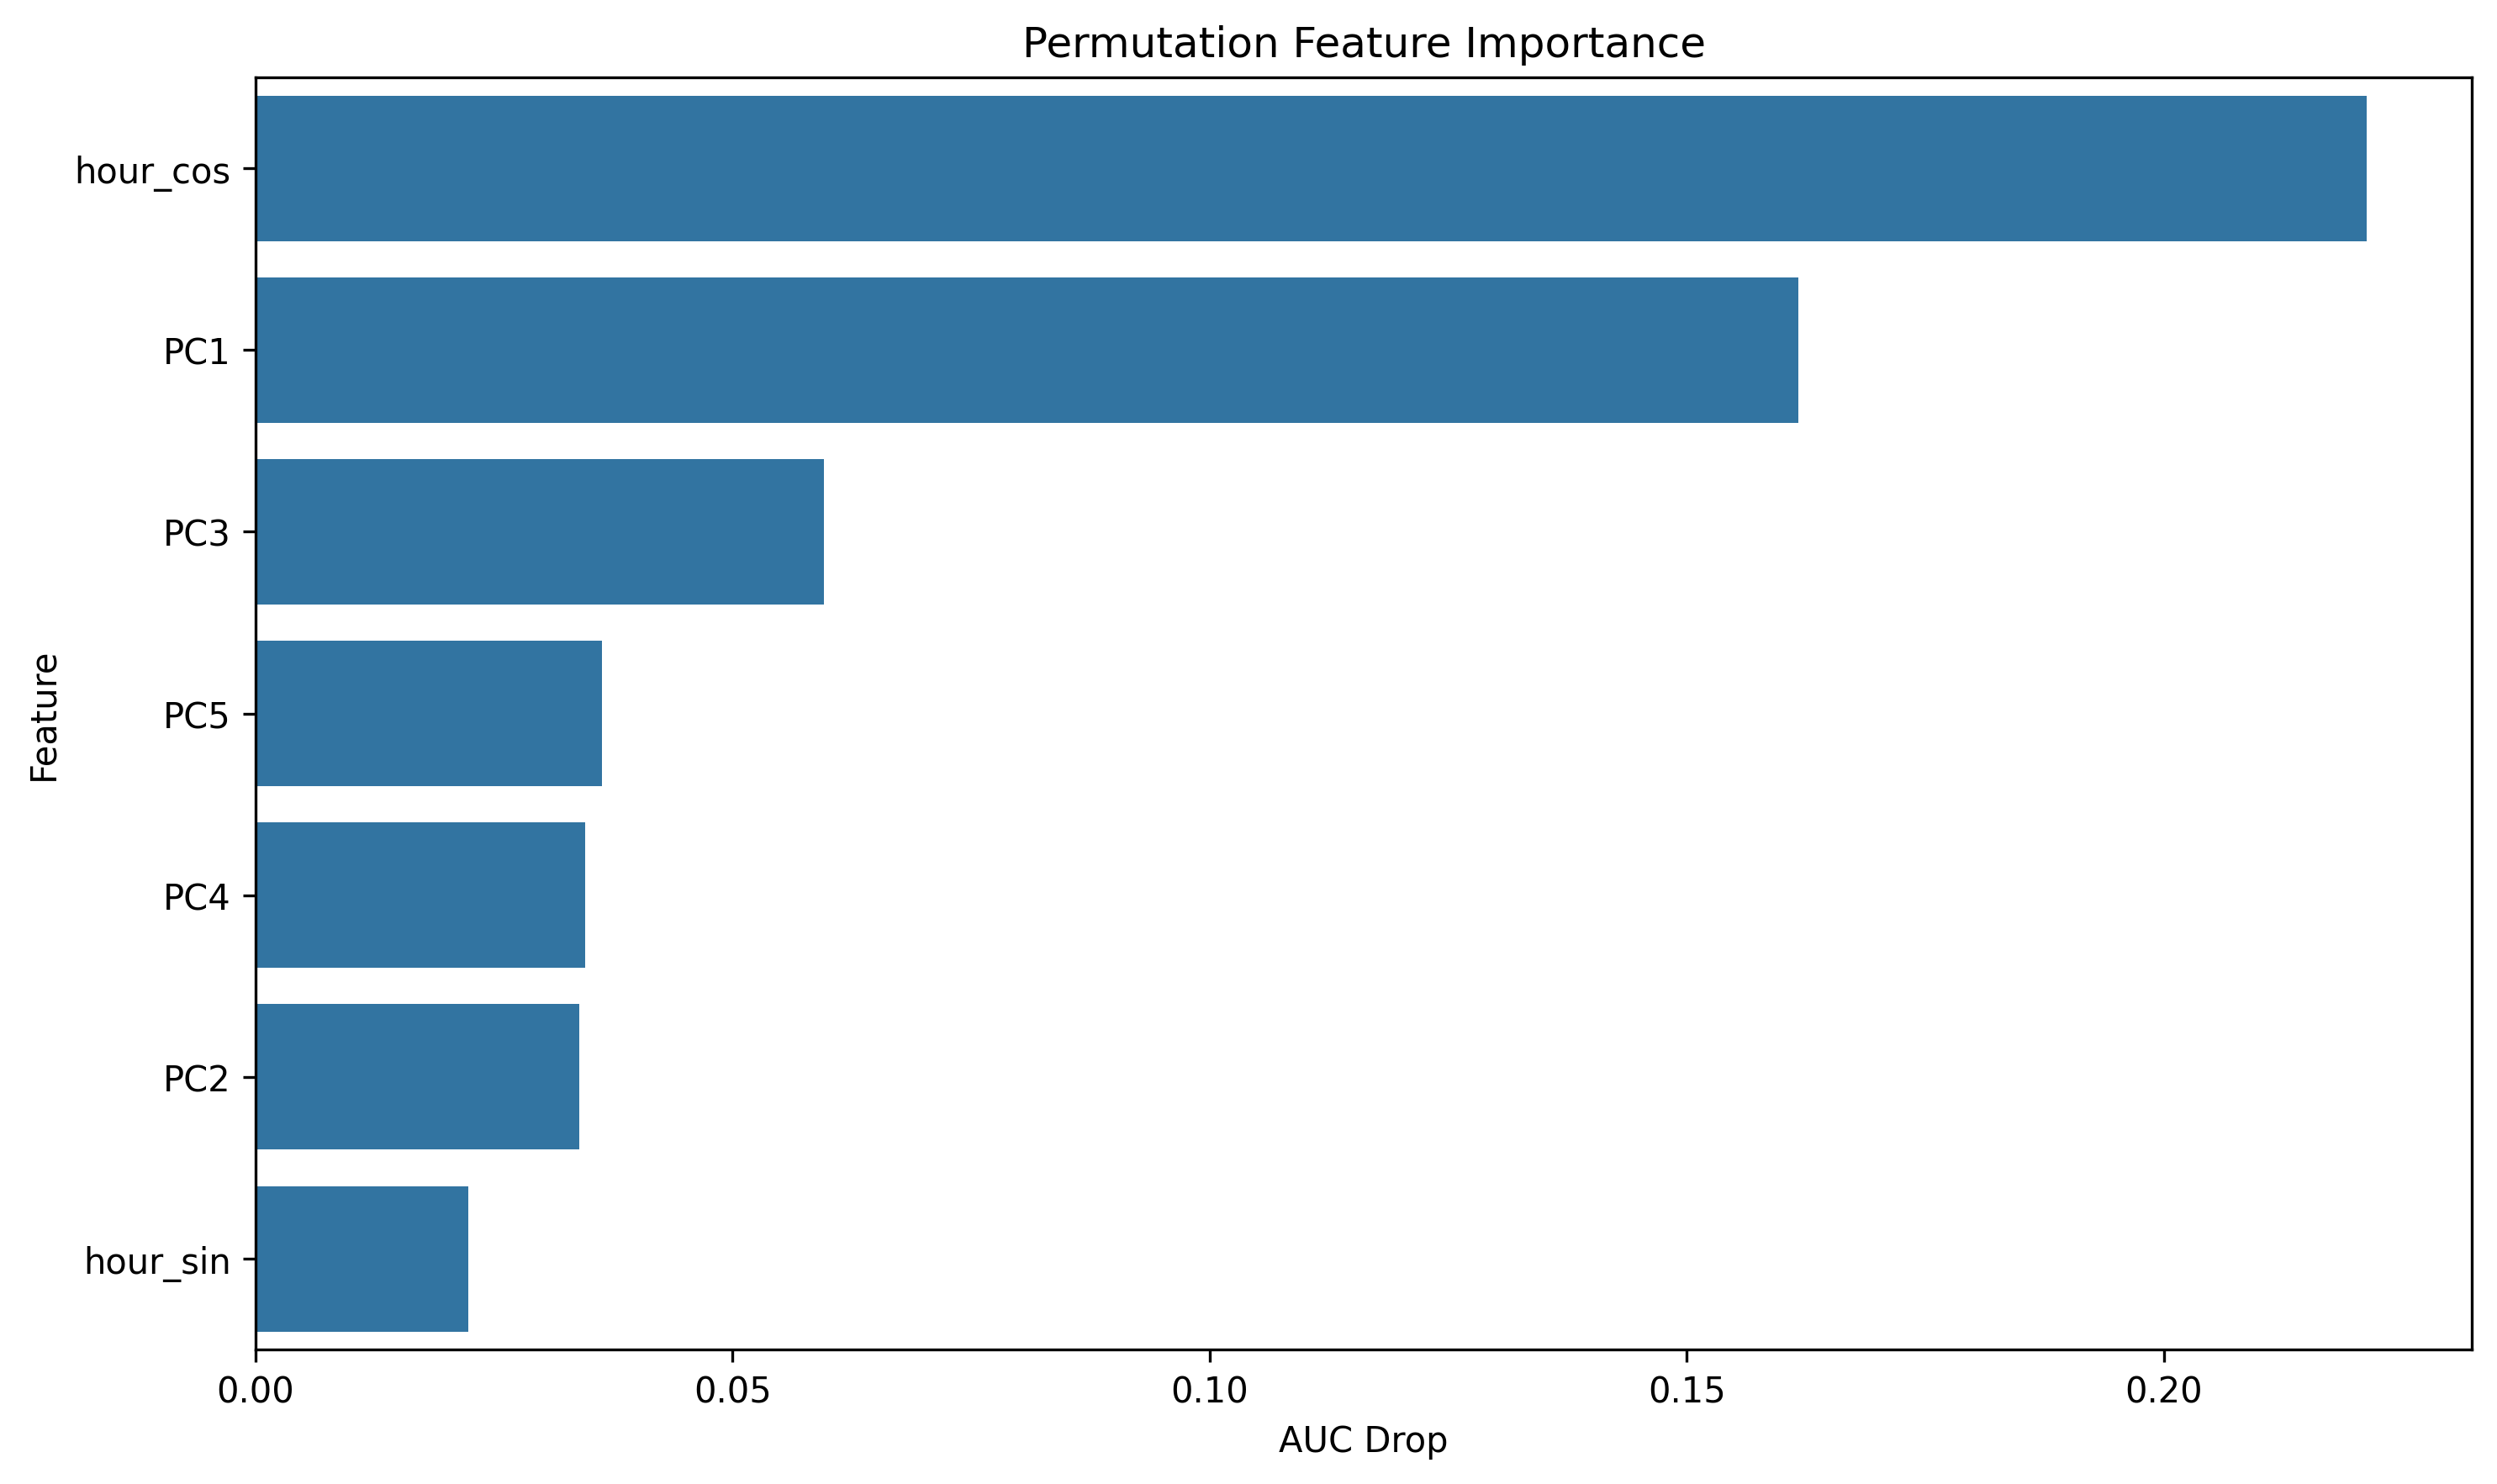 Permutation Feature Importance
hour_cos
PC1
PC3
PC5
PC4
PC2
hour_sin
Feature
0.00
0.05
0.10
0.15
0.20
AUC Drop